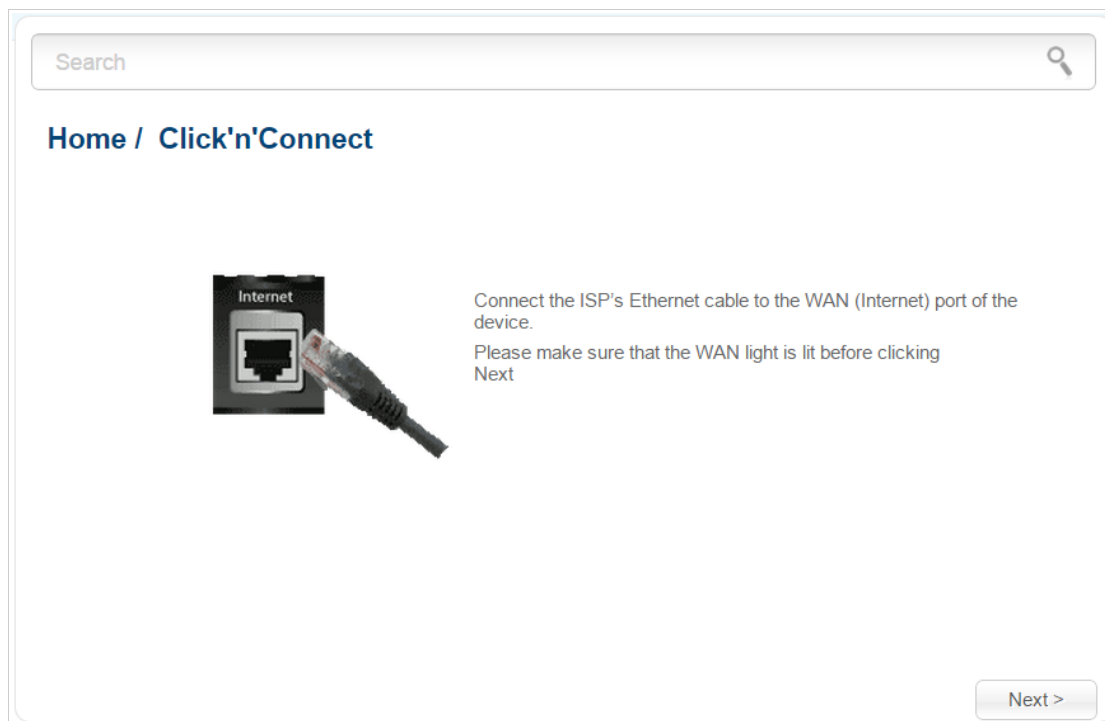 Search
Home / Click'n'Connect
Internet
Connect the ISP's Ethernet cable to the WAN (Internet) port of the
device.
Please make sure that the WAN light is lit before clicking
Next
Next >